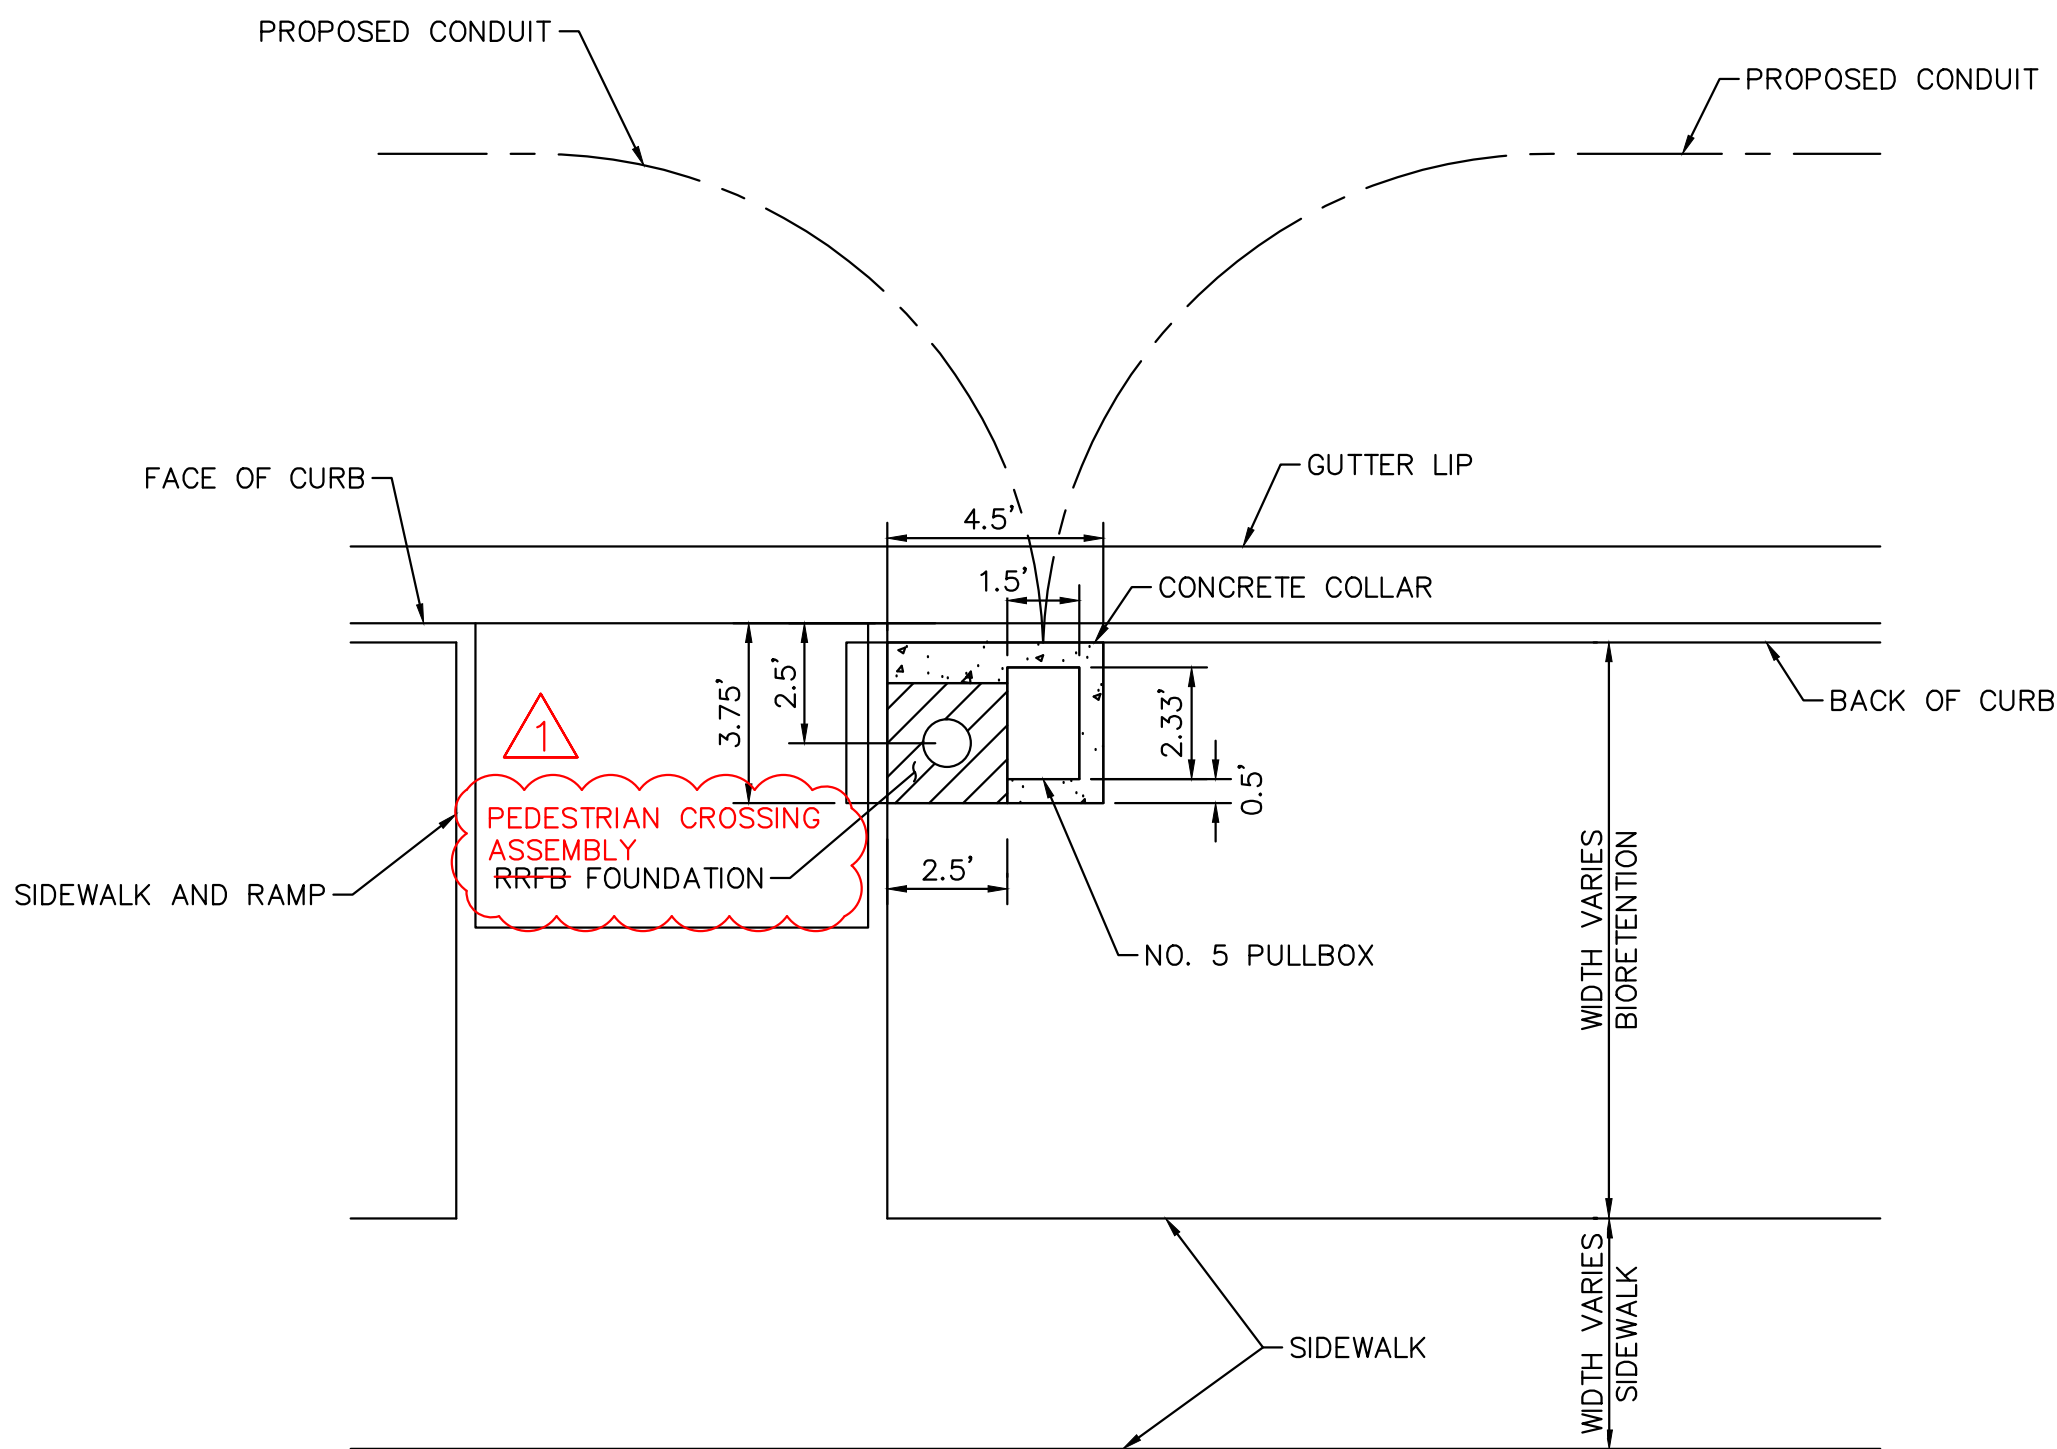 PROPOSED CONDUIT
PROPOSED CONDUIT
FACE OF CURB
GUTTER LIP
4.5'
1.5'
CONCRETE COLLAR
3.75'
2.5'
2.33'
0.5'
BACK OF CURB
1
PEDESTRIAN CROSSING
ASSEMBLY
RRFB FOUNDATION
SIDEWALK AND RAMP
2.5'
NO. 5 PULLBOX
WIDTH VARIES
BIORETENTION
SIDEWALK
WIDTH VARIES
SIDEWALK